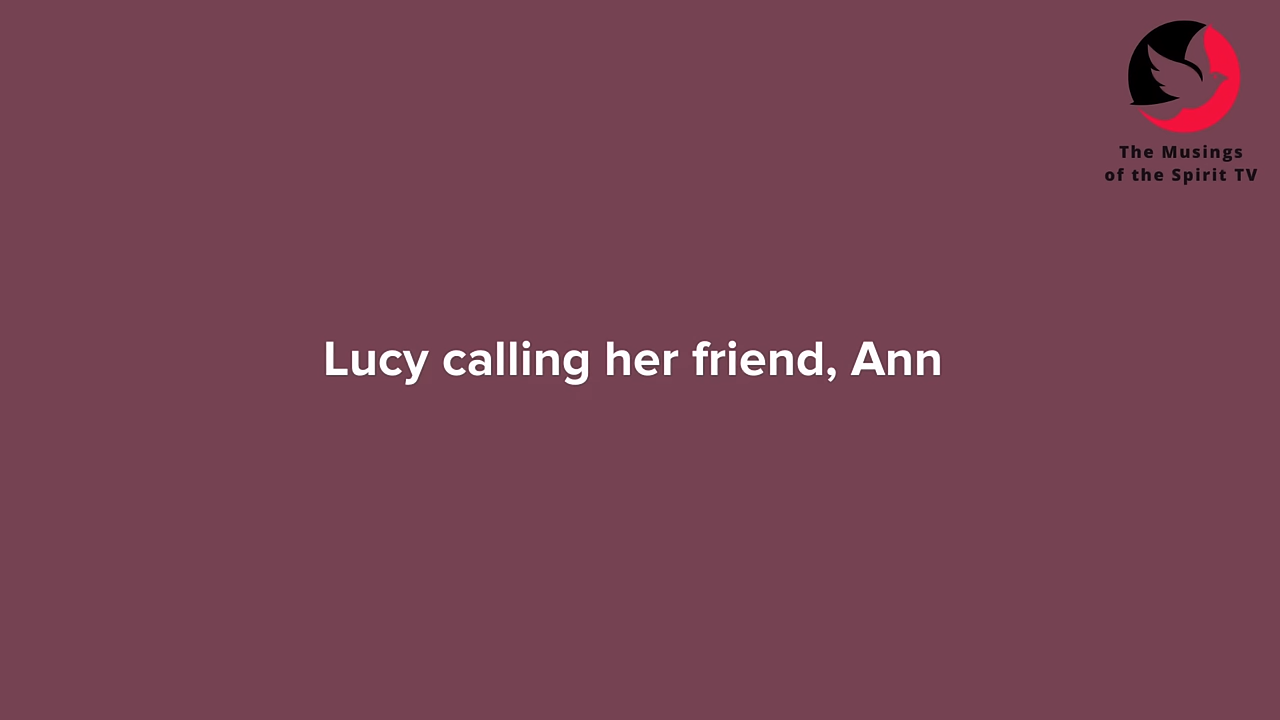 The Musings
of the Spirit TV
Lucy calling her friend, Ann